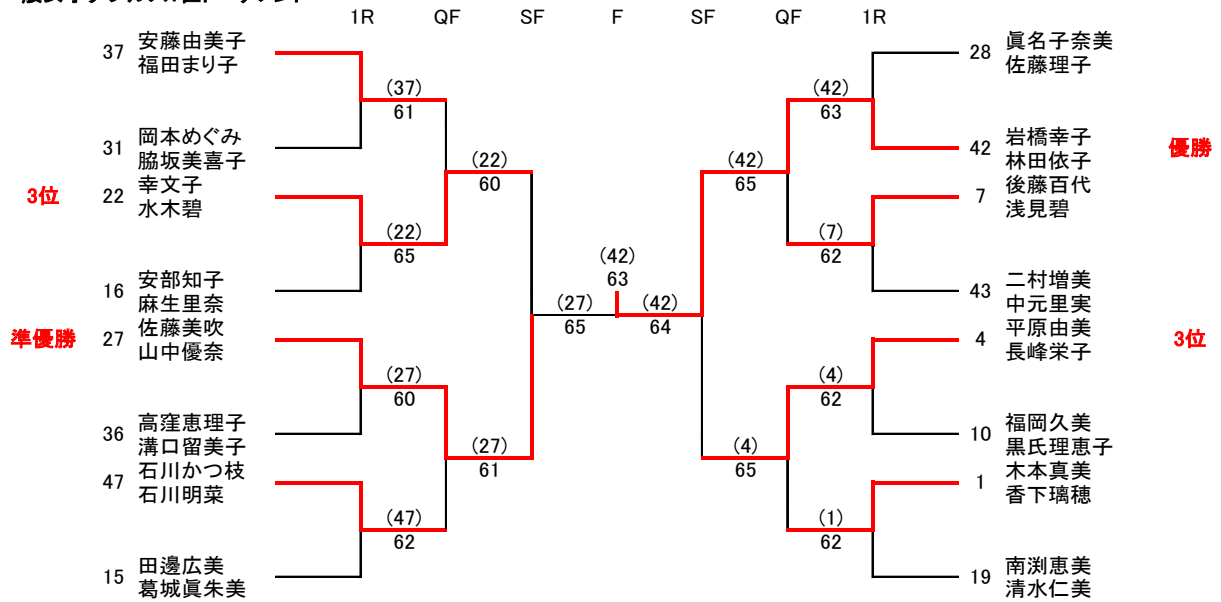 1R QF SF F SF QF 1R
37 安藤由美子
福田まり子
(37)
61
31 岡本めぐみ
脇坂美喜子
(22)
60
3位 22 幸文子
水木碧
(22)
65
16 安部知子
麻生里奈
準優勝 27 佐藤美吹
山中優奈
(27)
60
36 高窪恵理子
溝口留美子
(27)
61
47 石川かつ枝
石川明菜
(47)
62
15 田邊広美
葛城眞朱美
(27)
65
(42)
63
(42)
64
28 眞名子奈美
佐藤理子
(42)
63
42 岩橋幸子
林田依子
優勝
(42)
65
7 後藤百代
浅見碧
(7)
62
43 二村増美
中元里実
4 平原由美
長峰栄子
3位
(4)
62
10 福岡久美
黒氏理恵子
(4)
65
1 木本真美
香下璃穂
(1)
62
19 南渕恵美
清水仁美